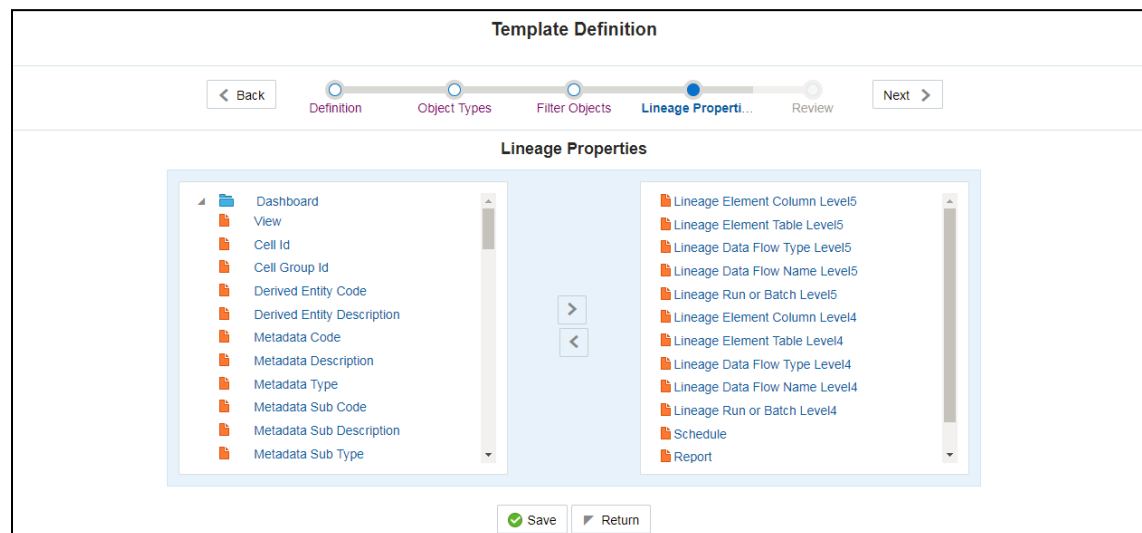 Template Definition
Back
Definition
Object Types
Filter Objects
Lineage Properti...
Review
Next
Lineage Properties
Dashboard
View
Cell Id
Cell Group Id
Derived Entity Code
Derived Entity Description
Metadata Code
Metadata Description
Metadata Type
Metadata Sub Code
Metadata Sub Description
Metadata Sub Type
Lineage Element Column Level5
Lineage Element Table Level5
Lineage Data Flow Type Level5
Lineage Data Flow Name Level5
Lineage Run or Batch Level5
Lineage Element Column Level4
Lineage Element Table Level4
Lineage Data Flow Type Level4
Lineage Data Flow Name Level4
Lineage Run or Batch Level4
Schedule
Report
Save
Return